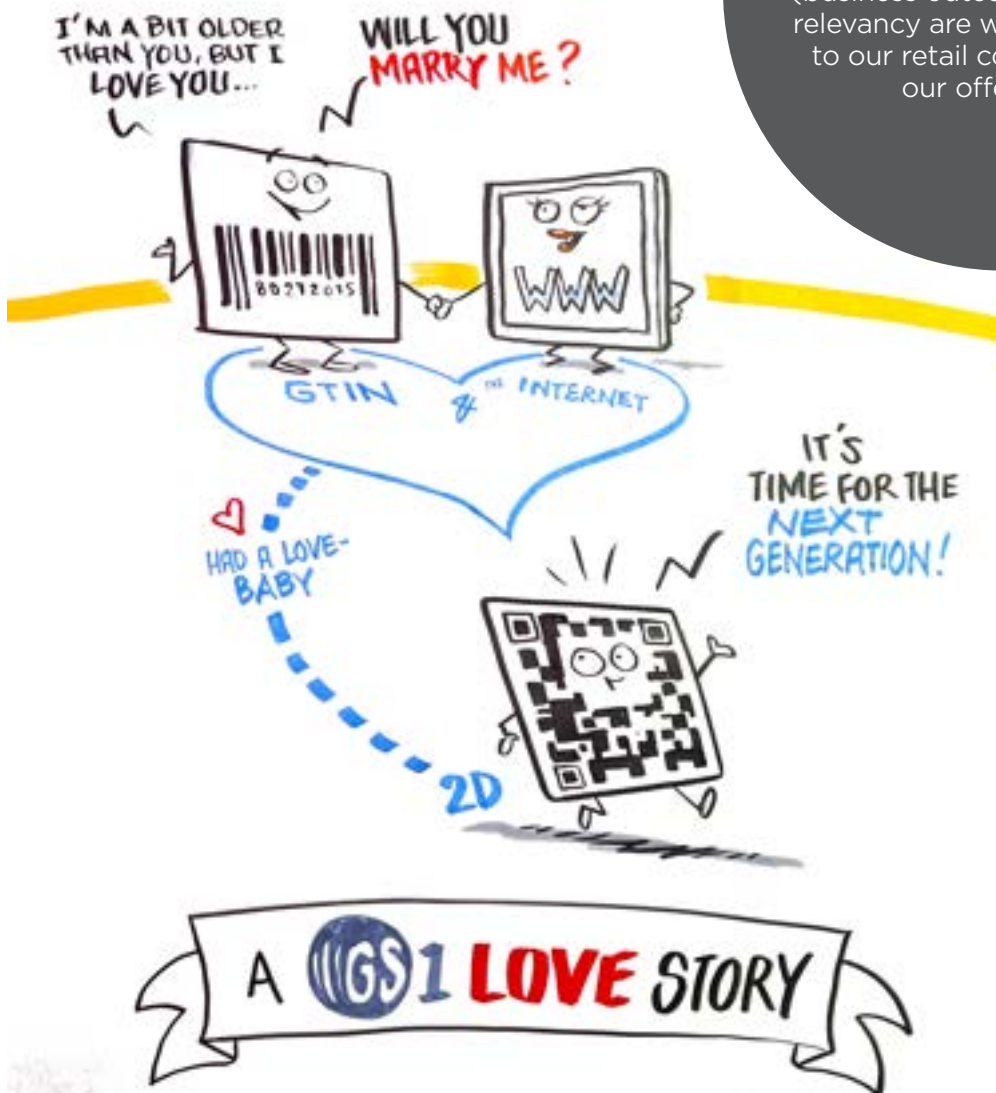 I'M A BIT OLDER
THAN YOU, BUT I
LOVE YOU...
WILL YOU
MARRY ME?
relevancy are
to our retail
our
80272015
WWW
GTIN & THE INTERNET
IT'S
TIME FOR THE
NEXT
GENERATION!
HAD A LOVE-
BABY
2D
A GS1 LOVE STORY